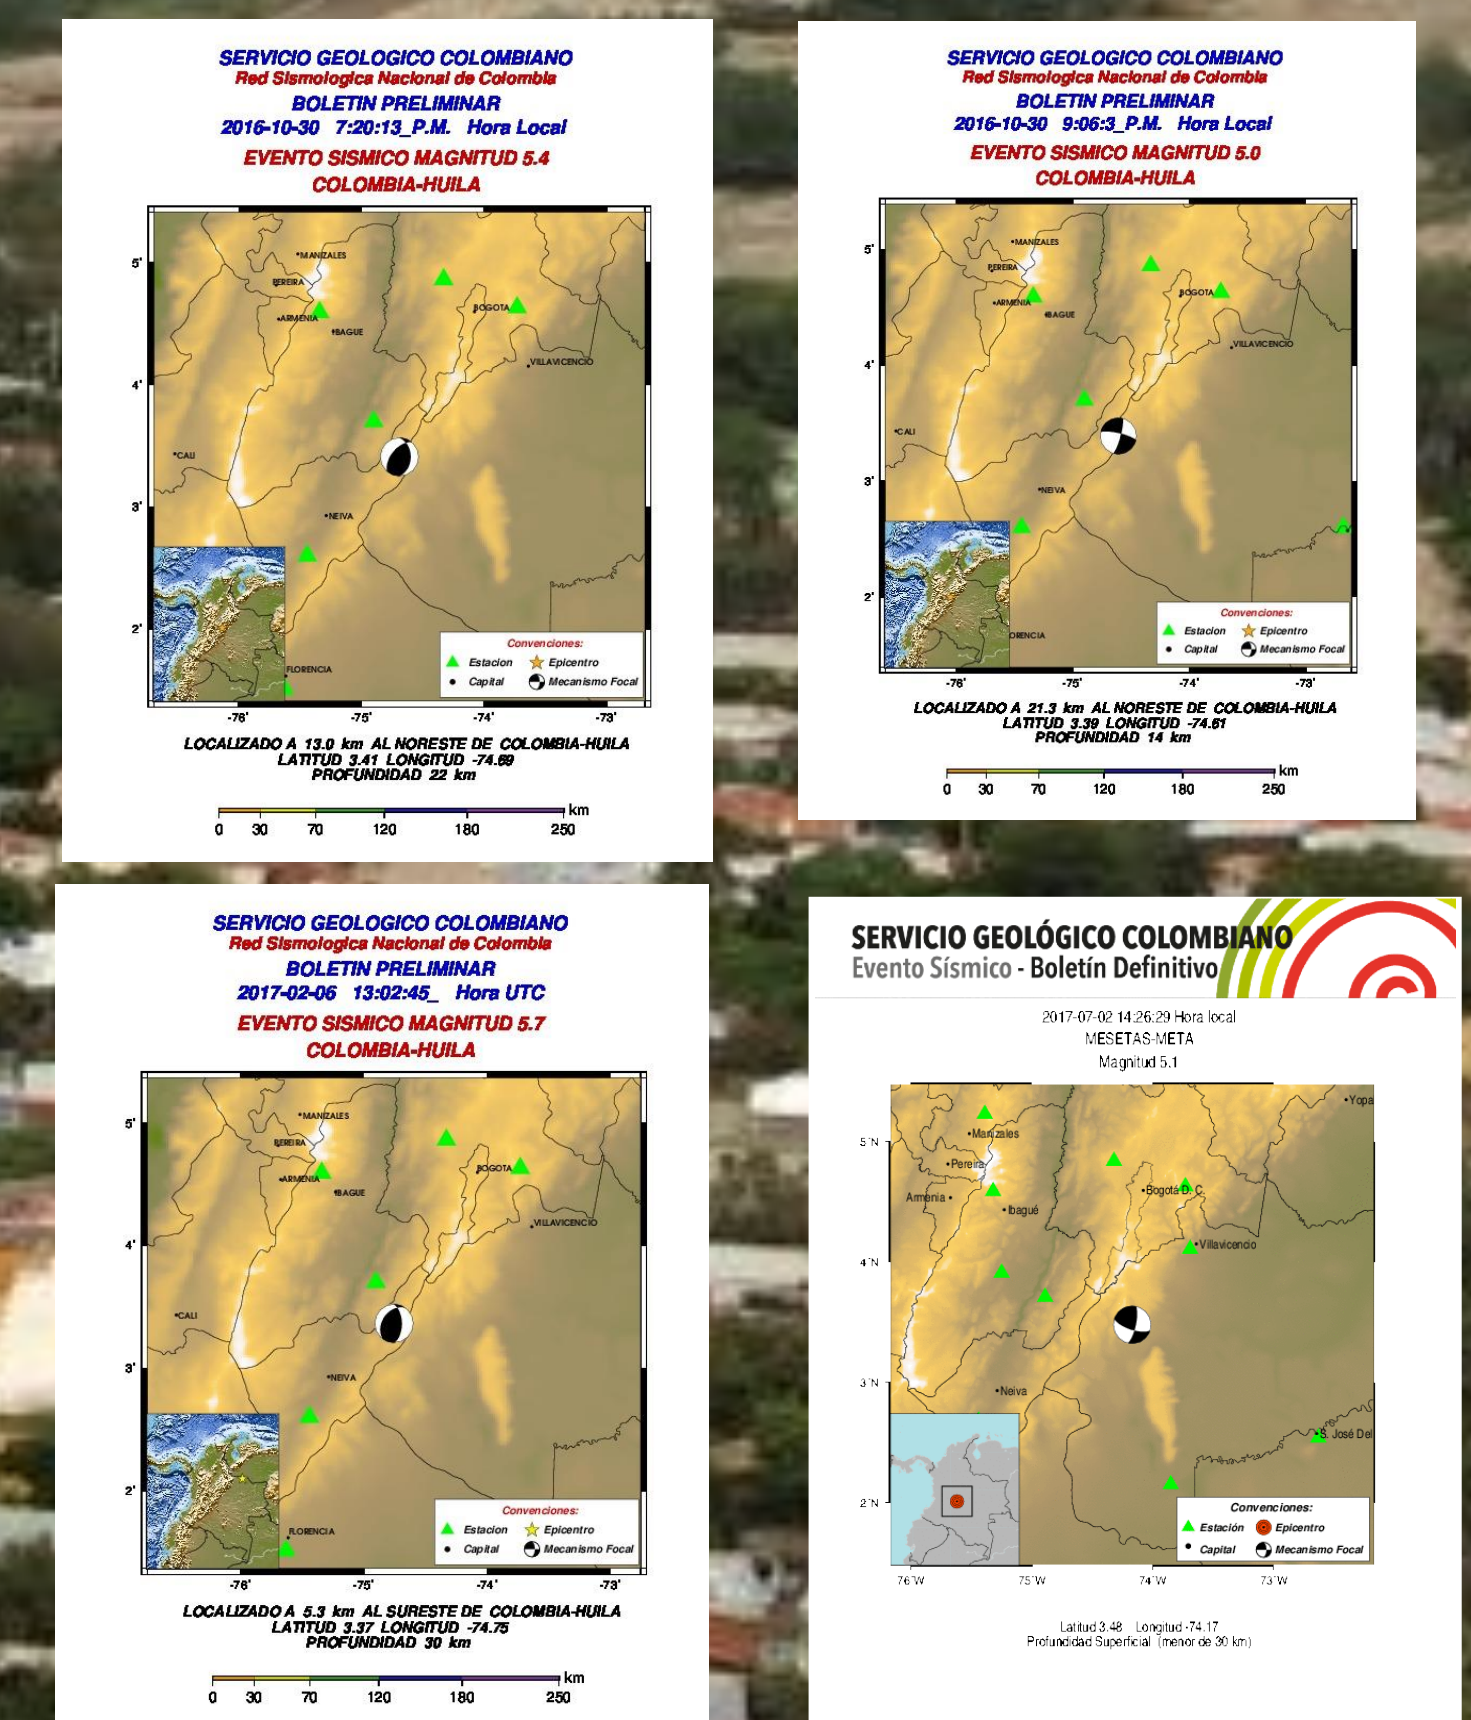 SERVICIO GEOLOGICO COLOMBIANO
Red Sismologica Nacional de Colombia
BOLETIN PRELIMINAR
2016-10-30 7:20:13_P.M. Hora Local
EVENTO SISMICO MAGNITUD 5.4
COLOMBIA-HUILA
5°
4°
3°
2°
MANIZALES
PEREIRA
ARMENIA
IBAGUE
BOGOTA
VILLAVICENCIO
CALI
NEIVA
FLORENCIA
Convenciones:
Estacion Epicentro
Capital Mecanismo Focal
-76° -75° -74° -73°
LOCALIZADO A 13.0 km AL NORESTE DE COLOMBIA-HUILA
LATITUD 3.41 LONGITUD -74.69
PROFUNDIDAD 22 km
km
0 30 70 120 180 250
SERVICIO GEOLOGICO COLOMBIANO
Red Sismologica Nacional de Colombia
BOLETIN PRELIMINAR
2016-10-30 9:06:3_P.M. Hora Local
EVENTO SISMICO MAGNITUD 5.0
COLOMBIA-HUILA
5°
4°
3°
2°
MANIZALES
PEREIRA
ARMENIA
IBAGUE
BOGOTA
VILLAVICENCIO
CALI
NEIVA
ORENCIA
Convenciones:
Estacion Epicentro
Capital Mecanismo Focal
-76° -75° -74° -73°
LOCALIZADO A 21.3 km AL NORESTE DE COLOMBIA-HUILA
LATITUD 3.39 LONGITUD -74.61
PROFUNDIDAD 14 km
km
0 30 70 120 180 250
SERVICIO GEOLOGICO COLOMBIANO
Red Sismologica Nacional de Colombia
BOLETIN PRELIMINAR
2017-02-06 13:02:45_ Hora UTC
EVENTO SISMICO MAGNITUD 5.7
COLOMBIA-HUILA
5°
4°
3°
2°
MANIZALES
PEREIRA
ARMENIA
IBAGUE
BOGOTA
VILLAVICENCIO
CALI
NEIVA
FLORENCIA
Convenciones:
Estacion Epicentro
Capital Mecanismo Focal
-76° -75° -74° -73°
LOCALIZADO A 5.3 km AL SURESTE DE COLOMBIA-HUILA
LATITUD 3.37 LONGITUD -74.75
PROFUNDIDAD 30 km
km
0 30 70 120 180 250
SERVICIO GEOLÓGICO COLOMBIANO
Evento Sísmico - Boletín Definitivo
2017-07-02 14:26:29 Hora local
MESETAS-META
Magnitud 5.1
5°N
4°N
3°N
2°N
Yopa
Manizales
Pereira
Armenia
Ibagué
Bogotá D. C.
Villavicencio
Neiva
S. José Del
Convenciones:
Estación Epicentro
Capital Mecanismo Focal
76°W 75°W 74°W 73°W
Latitud 3.48 Longitud -74.17
Profundidad Superficial (menor de 30 km)